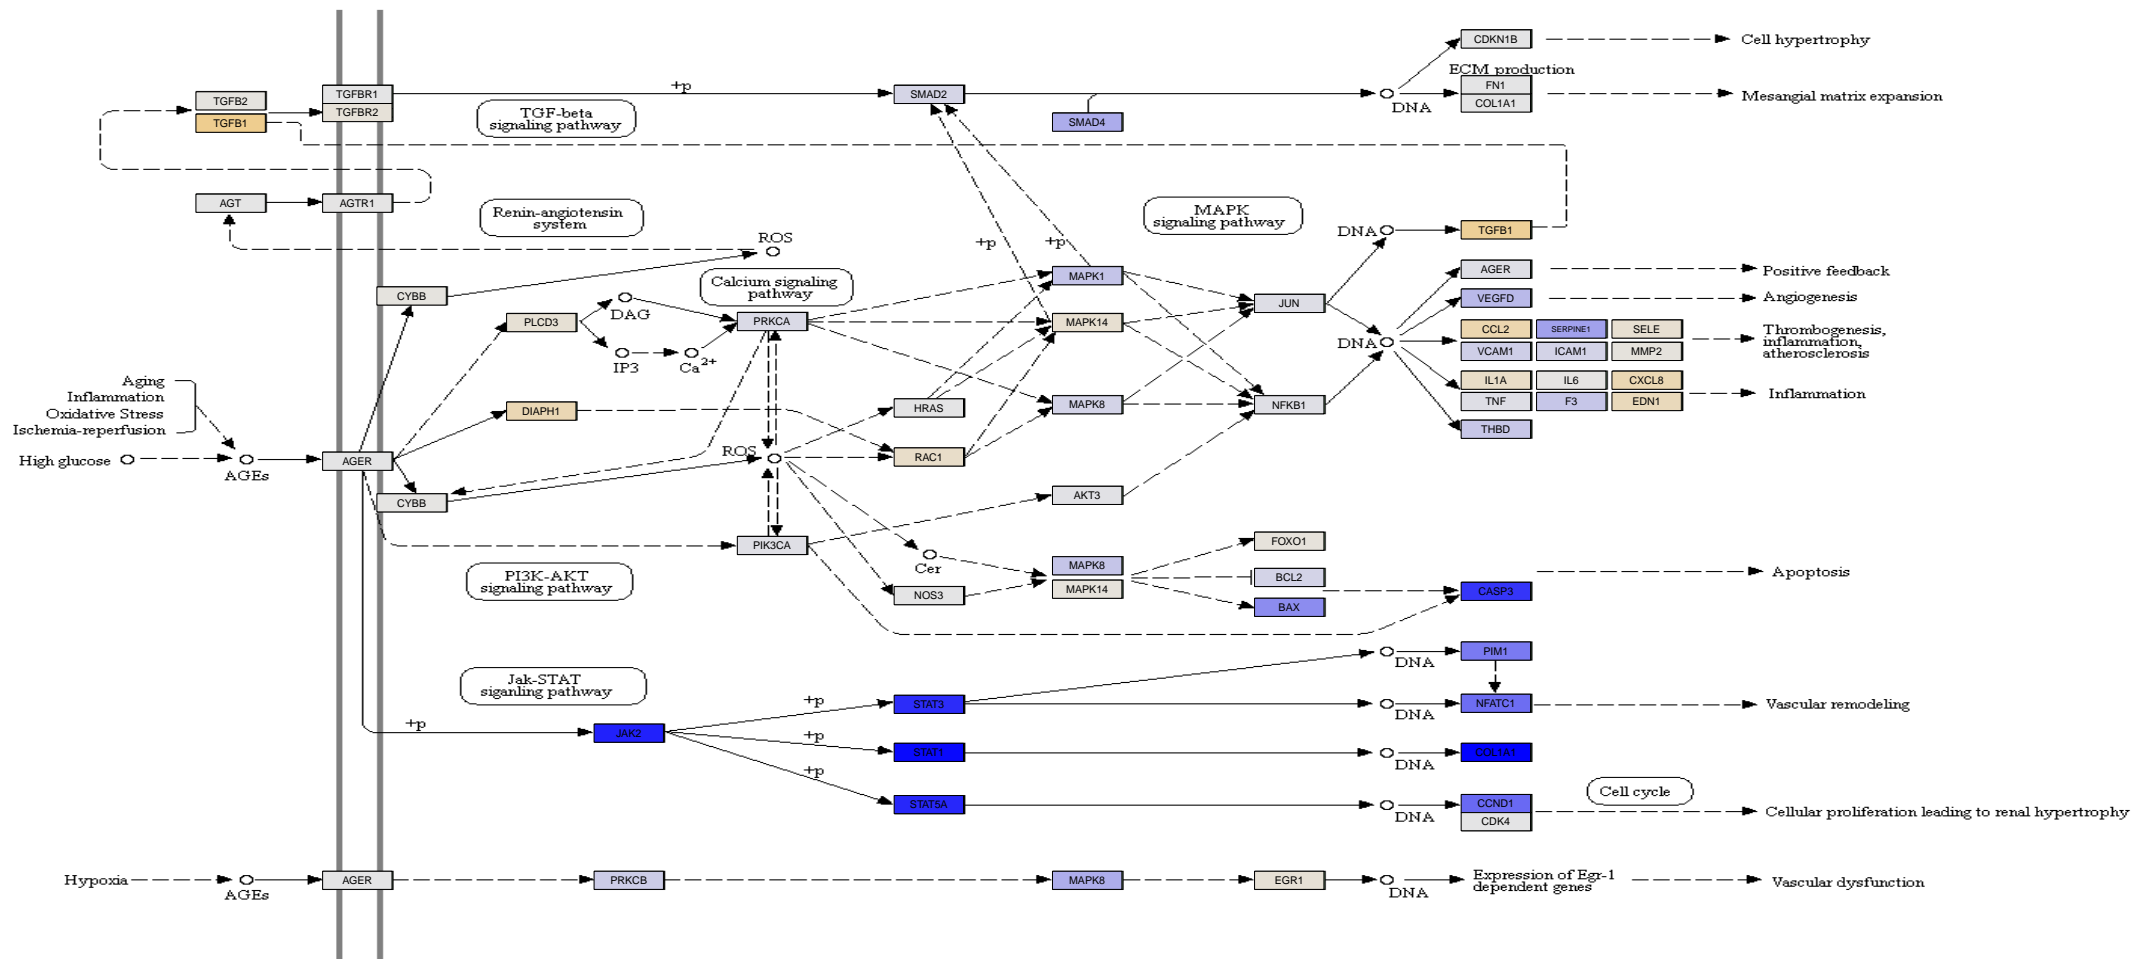 CDKN1B
Cell hypertrophy
ECM production
TGFB2
TGFBR1
+p
SMAD2
DNA
FN1
COL1A1
Mesangial matrix expansion
TGFB1
TGFBR2
TGF-beta
signaling pathway
SMAD4
AGT
AGTR1
Renin-angiotensin
system
MAPK
signaling pathway
ROS
+p
+p
DNA
TGFB1
CYBB
Calcium signaling
pathway
MAPK1
AGER
Positive feedback
VEGFD
Angiogenesis
DAG
PLCD3
PRKCA
MAPK14
JUN
CCL2
SERPINE1
SELE
Thrombogenesis,
inflammation,
atherosclerosis
VCAM1
ICAM1
MMP2
DNA
IP3
Ca2+
IL1A
IL6
CXCL8
Inflammation
TNF
F3
EDN1
THBD
Aging
Inflammation
Oxidative Stress
Ischemia-reperfusion
DIAPH1
HRAS
MAPK8
NFKB1
High glucose
AGEs
AGER
ROS
RAC1
CYBB
AKT3
PIK3CA
PI3K-AKT
signaling pathway
Cer
NOS3
MAPK8
MAPK14
FOXO1
BCL2
BAX
CASP3
Apoptosis
Jak-STAT
siganling pathway
DNA
PIM1
+p
STAT3
DNA
NFATC1
Vascular remodeling
+p
JAK2
+p
STAT1
DNA
COL1A1
+p
STAT5A
DNA
CCND1
CDK4
Cell cycle
Cellular proliferation leading to renal hypertrophy
Hypoxia
AGEs
AGER
PRKCB
MAPK8
EGR1
DNA
Expression of Egr-1
dependent genes
Vascular dysfunction